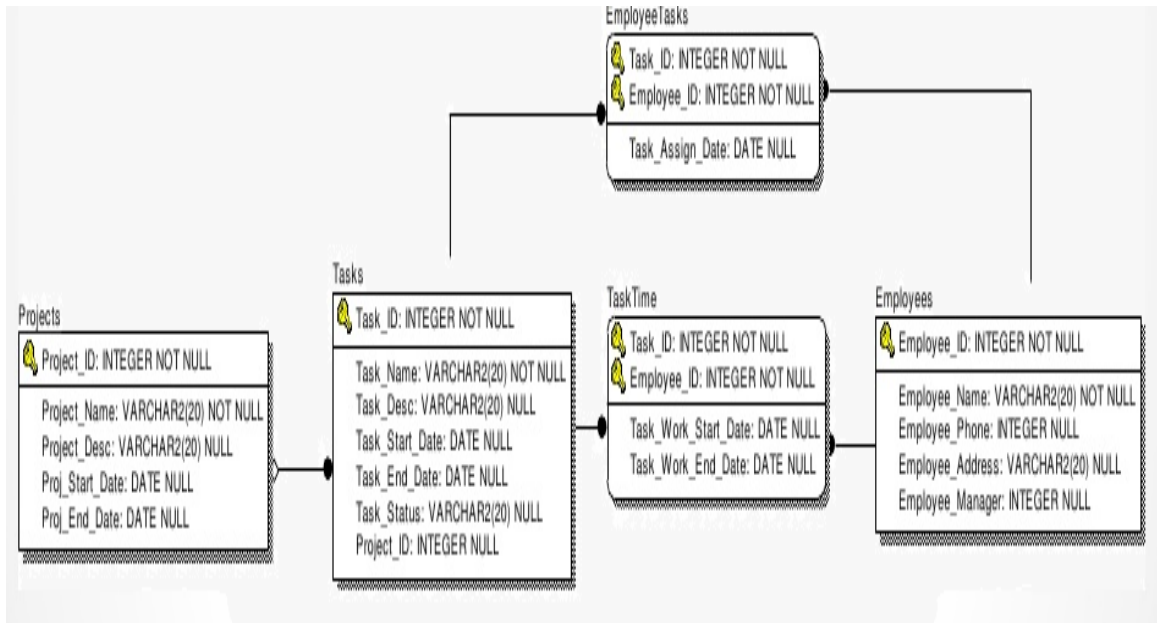 EmployeeTasks
Task_ID: INTEGER NOT NULL
Employee_ID: INTEGER NOT NULL
Task_Assign_Date: DATE NULL
Projects
Project_ID: INTEGER NOT NULL
Project_Name: VARCHAR2(20) NOT NULL
Project_Desc: VARCHAR2(20) NULL
Proj_Start_Date: DATE NULL
Proj_End_Date: DATE NULL
Tasks
Task_ID: INTEGER NOT NULL
Task_Name: VARCHAR2(20) NOT NULL
Task_Desc: VARCHAR2(20) NULL
Task_Start_Date: DATE NULL
Task_End_Date: DATE NULL
Task_Status: VARCHAR2(20) NULL
Project_ID: INTEGER NULL
TaskTime
Task_ID: INTEGER NOT NULL
Employee_ID: INTEGER NOT NULL
Task_Work_Start_Date: DATE NULL
Task_Work_End_Date: DATE NULL
Employees
Employee_ID: INTEGER NOT NULL
Employee_Name: VARCHAR2(20) NOT NULL
Employee_Phone: INTEGER NULL
Employee_Address: VARCHAR2(20) NULL
Employee_Manager: INTEGER NULL